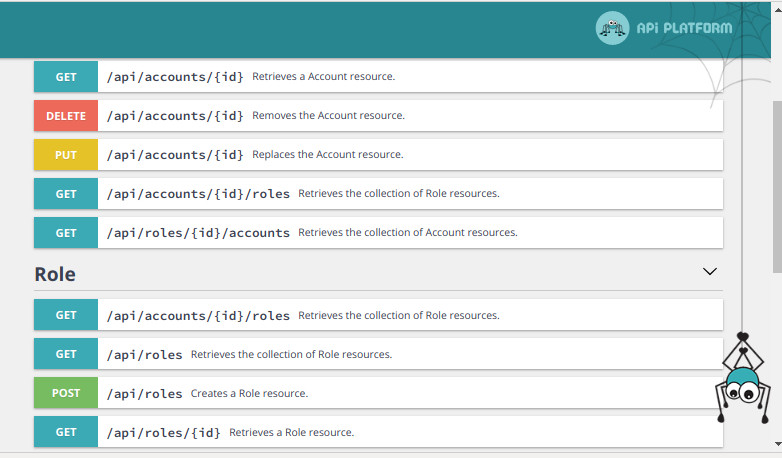 APi PLATFORM
GET /api/accounts/{id} Retrieves a Account resource.
DELETE /api/accounts/{id} Removes the Account resource.
PUT /api/accounts/{id} Replaces the Account resource.
GET /api/accounts/{id}/roles Retrieves the collection of Role resources.
GET /api/roles/{id}/accounts Retrieves the collection of Account resources.
Role
GET /api/accounts/{id}/roles Retrieves the collection of Role resources.
GET /api/roles Retrieves the collection of Role resources.
POST /api/roles Creates a Role resource.
GET /api/roles/{id} Retrieves a Role resource.